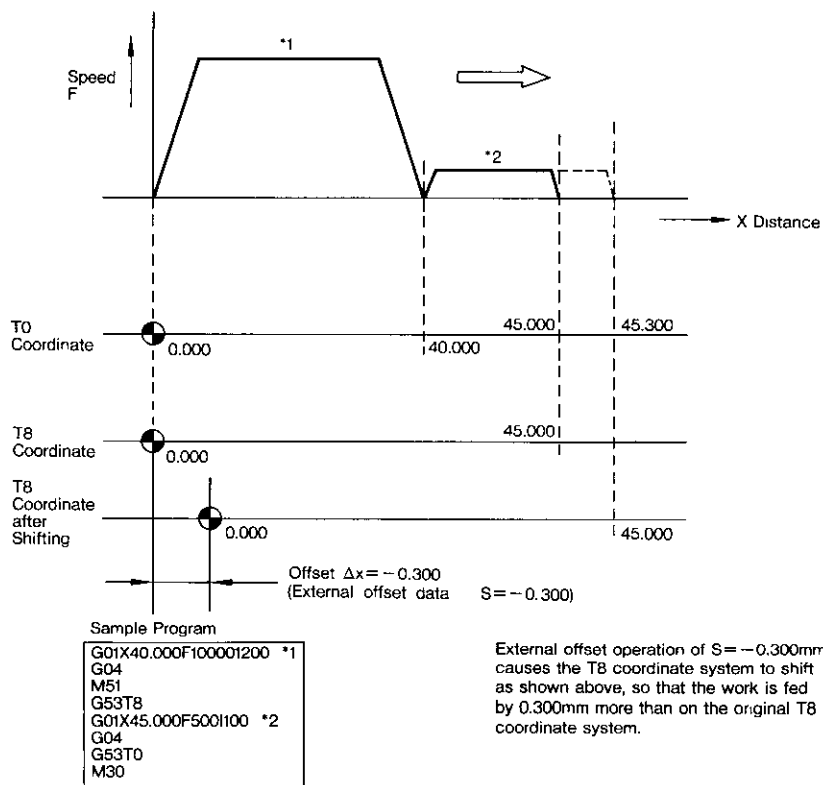 *1
Speed
F
*2
X Distance
T0
Coordinate
0.000
40.000
45.000
45.300
T8
Coordinate
0.000
45.000
T8
Coordinate
after
Shifting
0.000
45.000
Offset Δx=−0.300
(External offset data S=−0.300)
Sample Program
G01X40.000F100001200 *1
G04
M51
G53T8
G01X45.000F500I100 *2
G04
G53T0
M30
External offset operation of S=−0.300mm
causes the T8 coordinate system to shift
as shown above, so that the work is fed
by 0.300mm more than on the original T8
coordinate system.